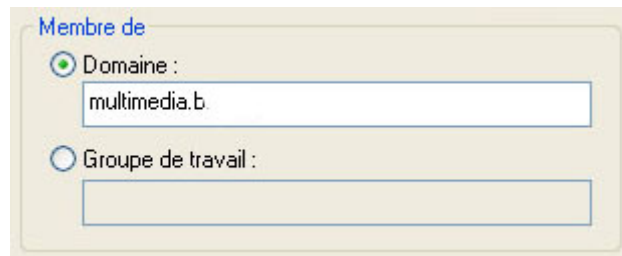 Membre de
Domaine :
multimedia.b
Groupe de travail :